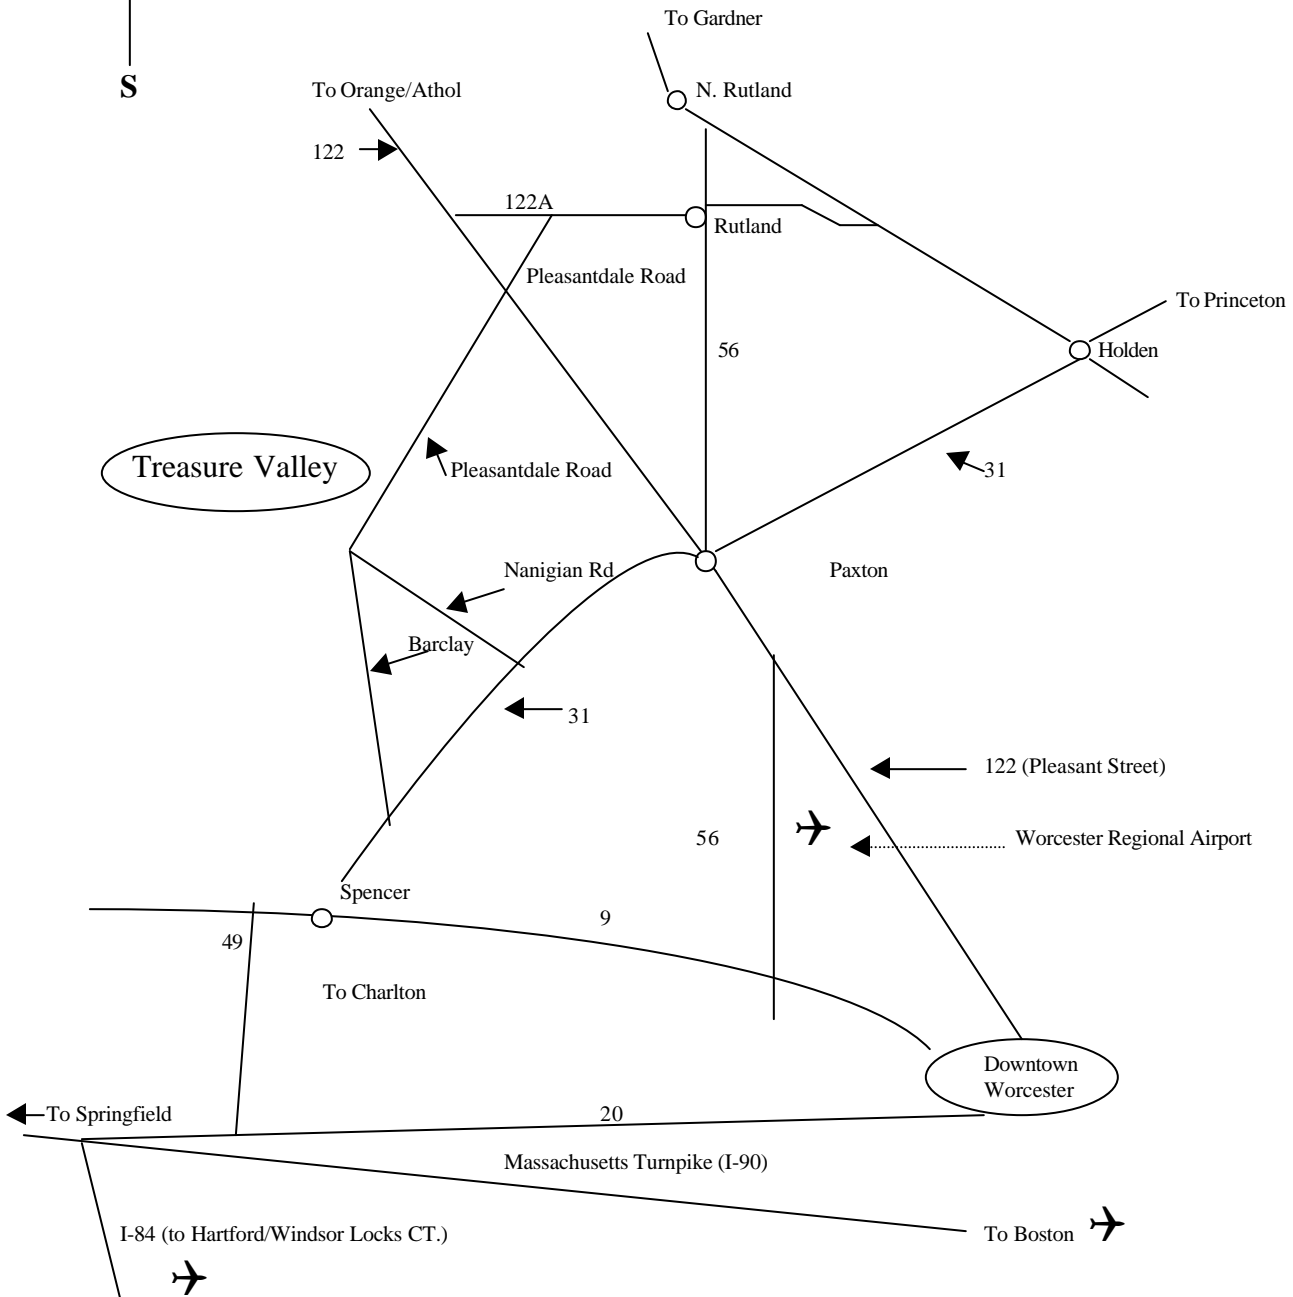 To Gardner
S
To Orange/Athol
N. Rutland
122
122A
Rutland
Pleasantdale Road
To Princeton
56
Holden
Treasure Valley
Pleasantdale Road
31
Nanigian Rd
Paxton
Barclay
31
122 (Pleasant Street)
56
Worcester Regional Airport
Spencer
9
49
To Charlton
Downtown
Worcester
To Springfield
20
Massachusetts Turnpike (I-90)
I-84 (to Hartford/Windsor Locks CT.)
To Boston